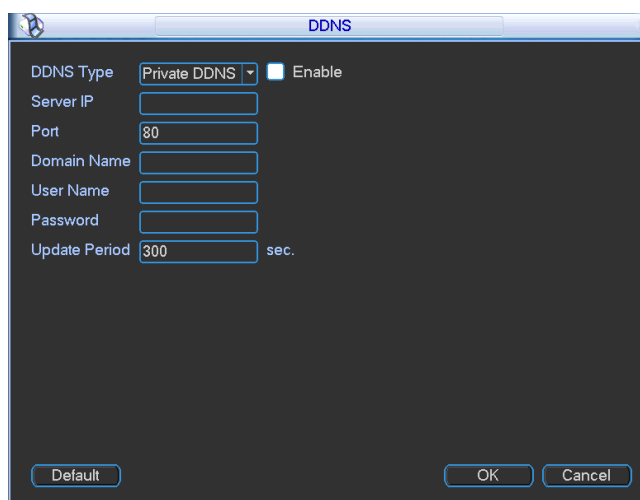 DDNS
DDNS Type Private DDNS Enable
Server IP
Port 80
Domain Name
User Name
Password
Update Period 300 sec.
Default OK Cancel